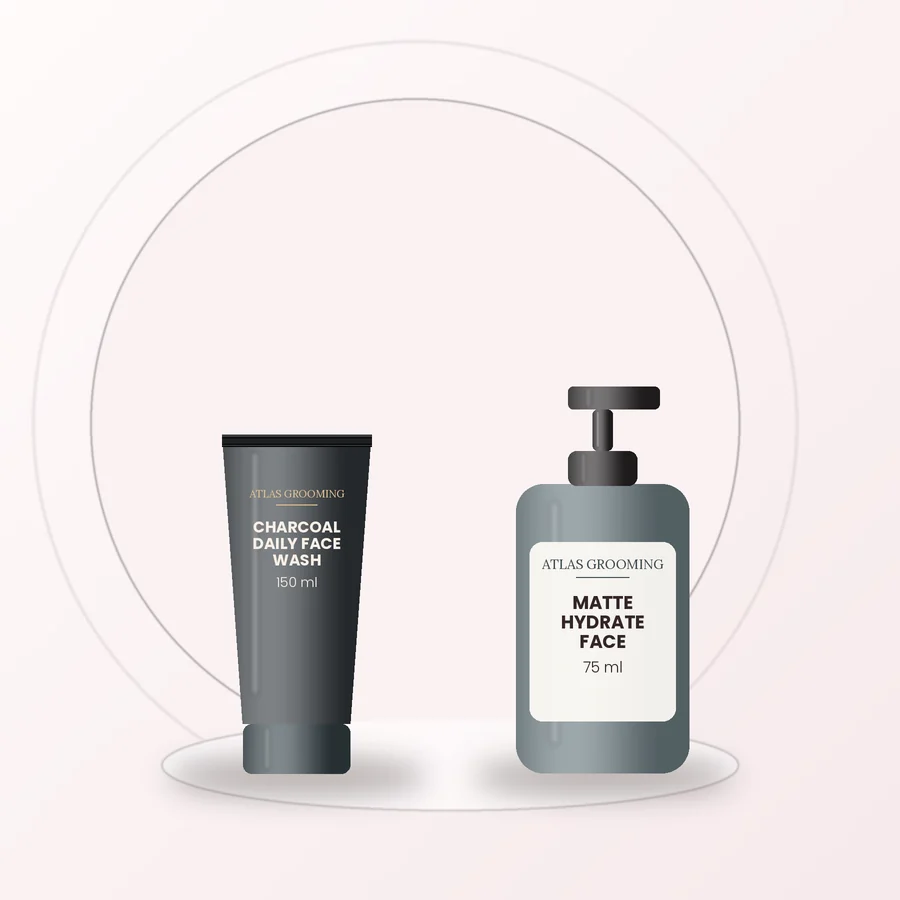 ATLAS GROOMING
CHARCOAL
DAILY FACE
WASH
150 ml
ATLAS GROOMING
MATTE
HYDRATE
FACE
75 ml